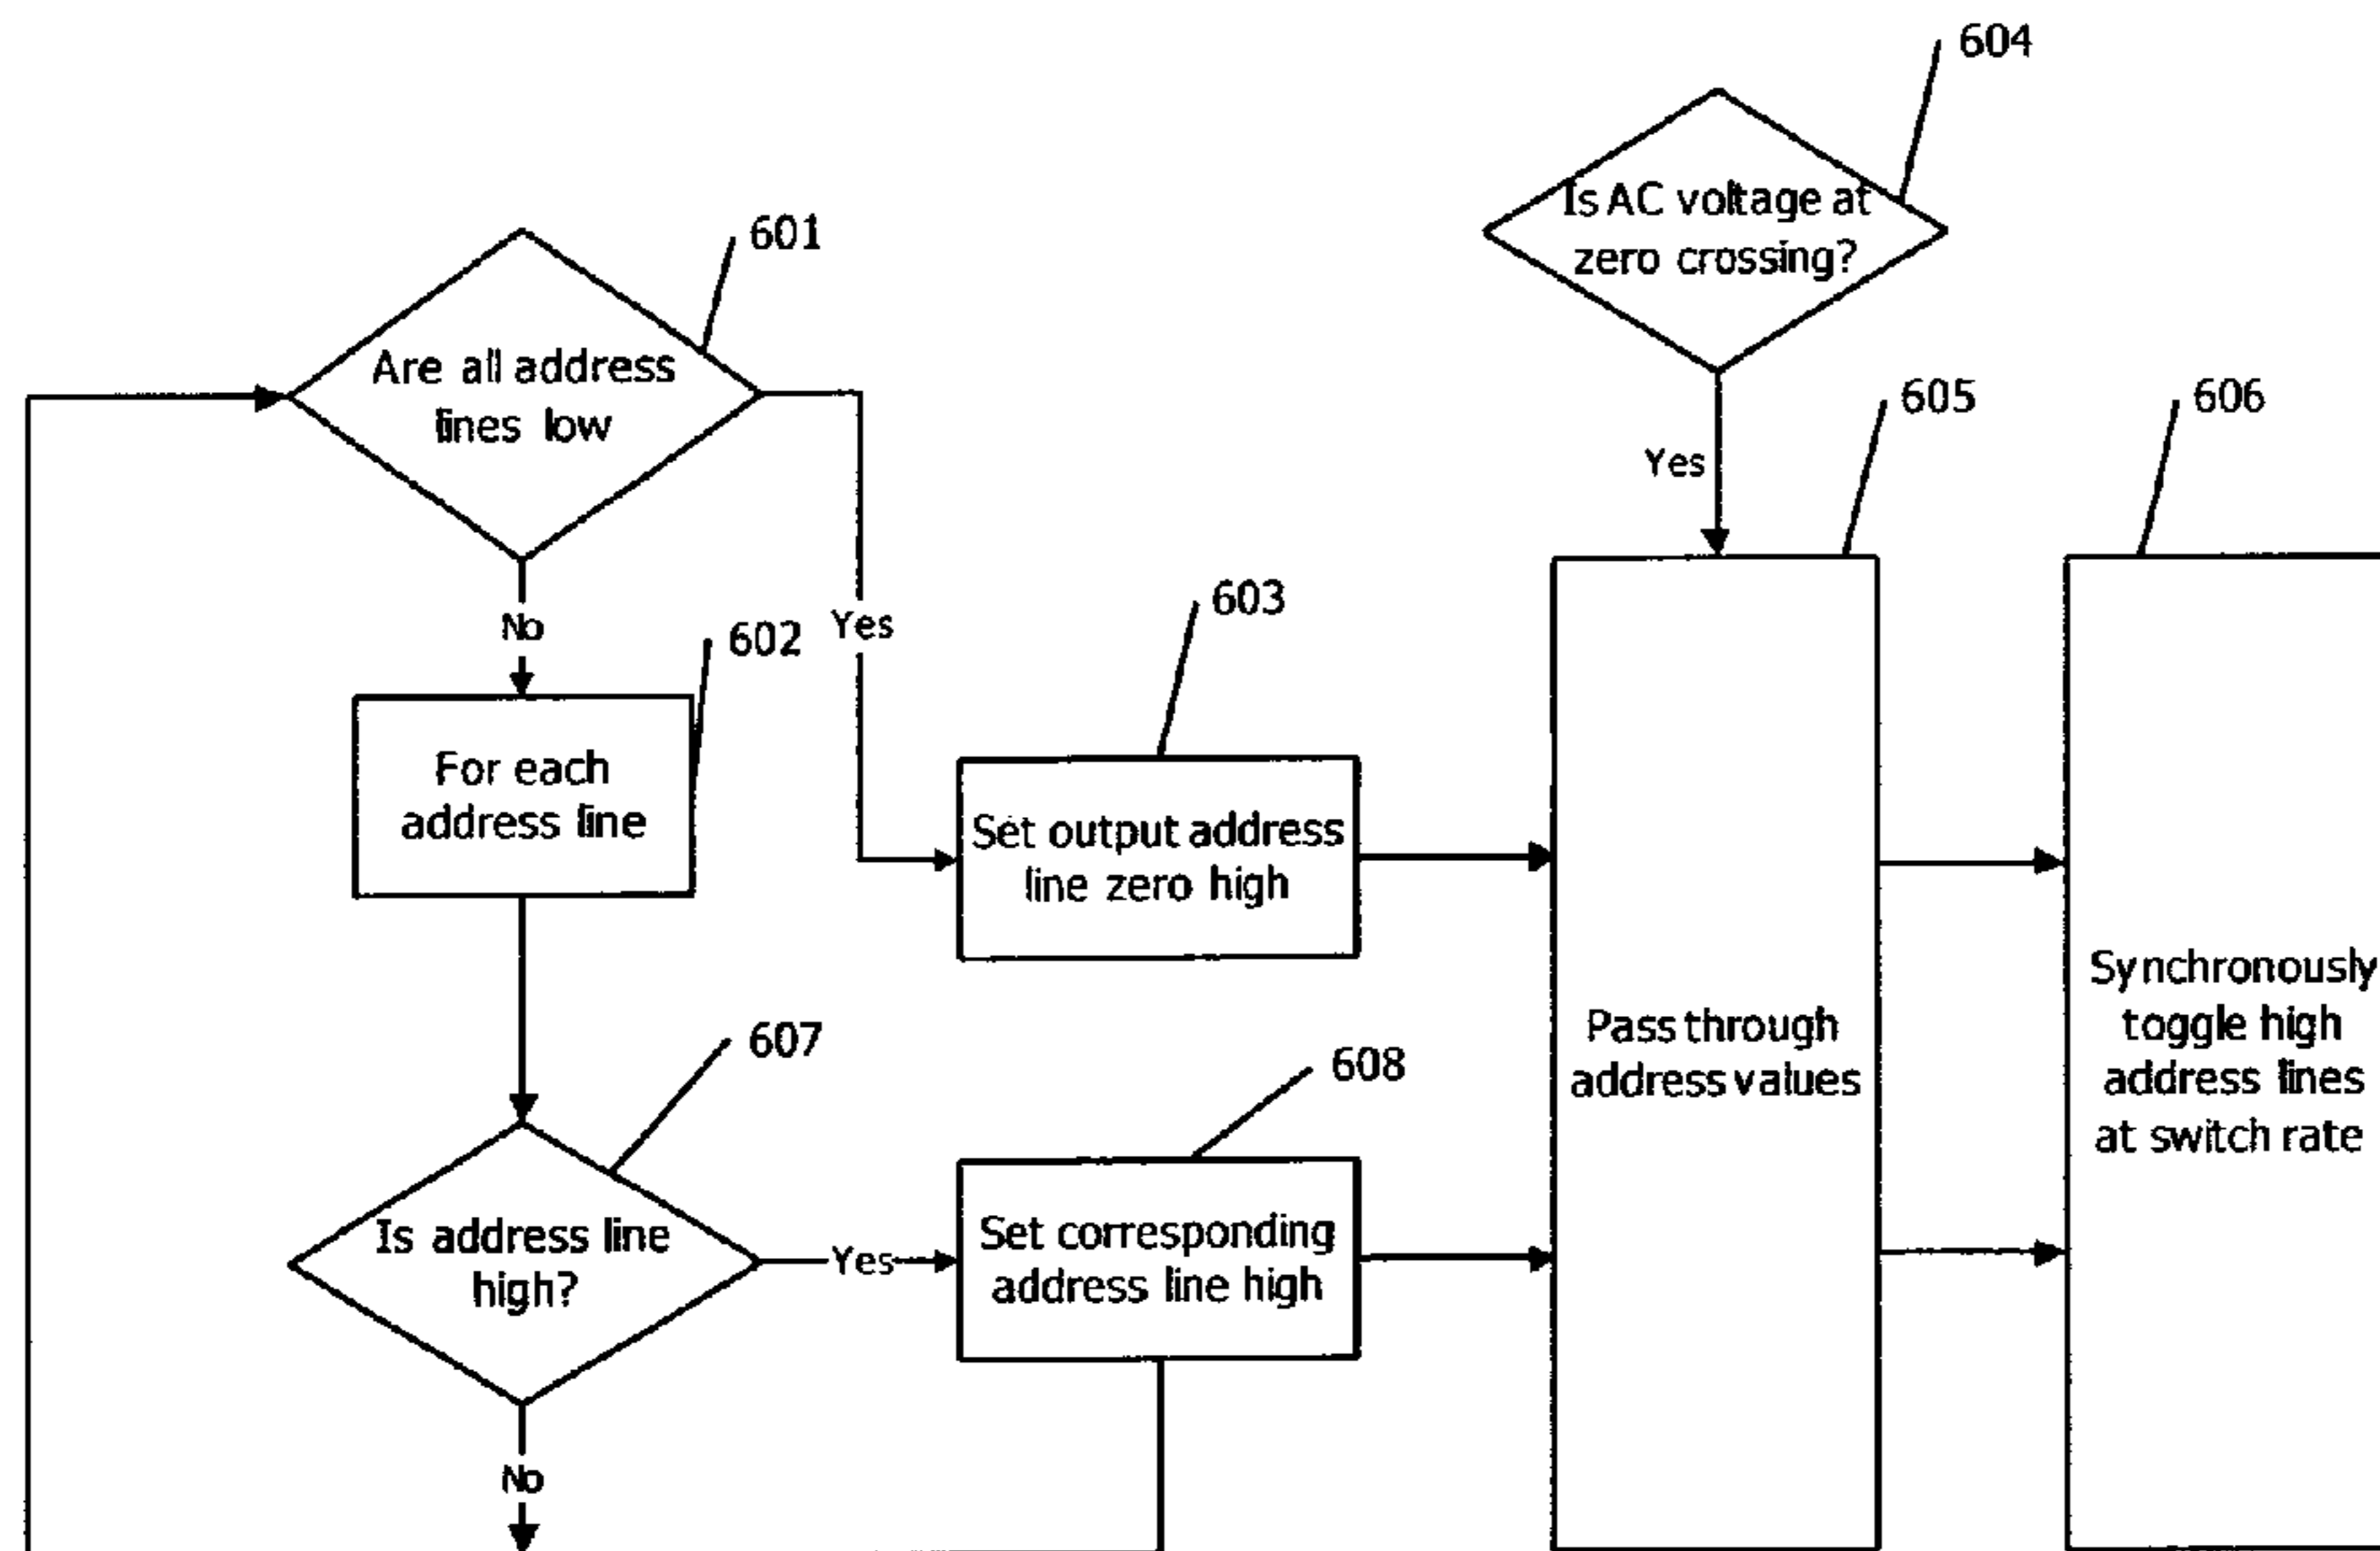 604
Is AC voltage at
zero crossing?
601
Are all address
lines low
605
606
Yes
No
602
Yes
603
For each
address line
Set output address
line zero high
Synchronously
toggle high
address lines
at switch rate
Pass through
address values
607
608
Is address line
high?
Yes
Set corresponding
address line high
No